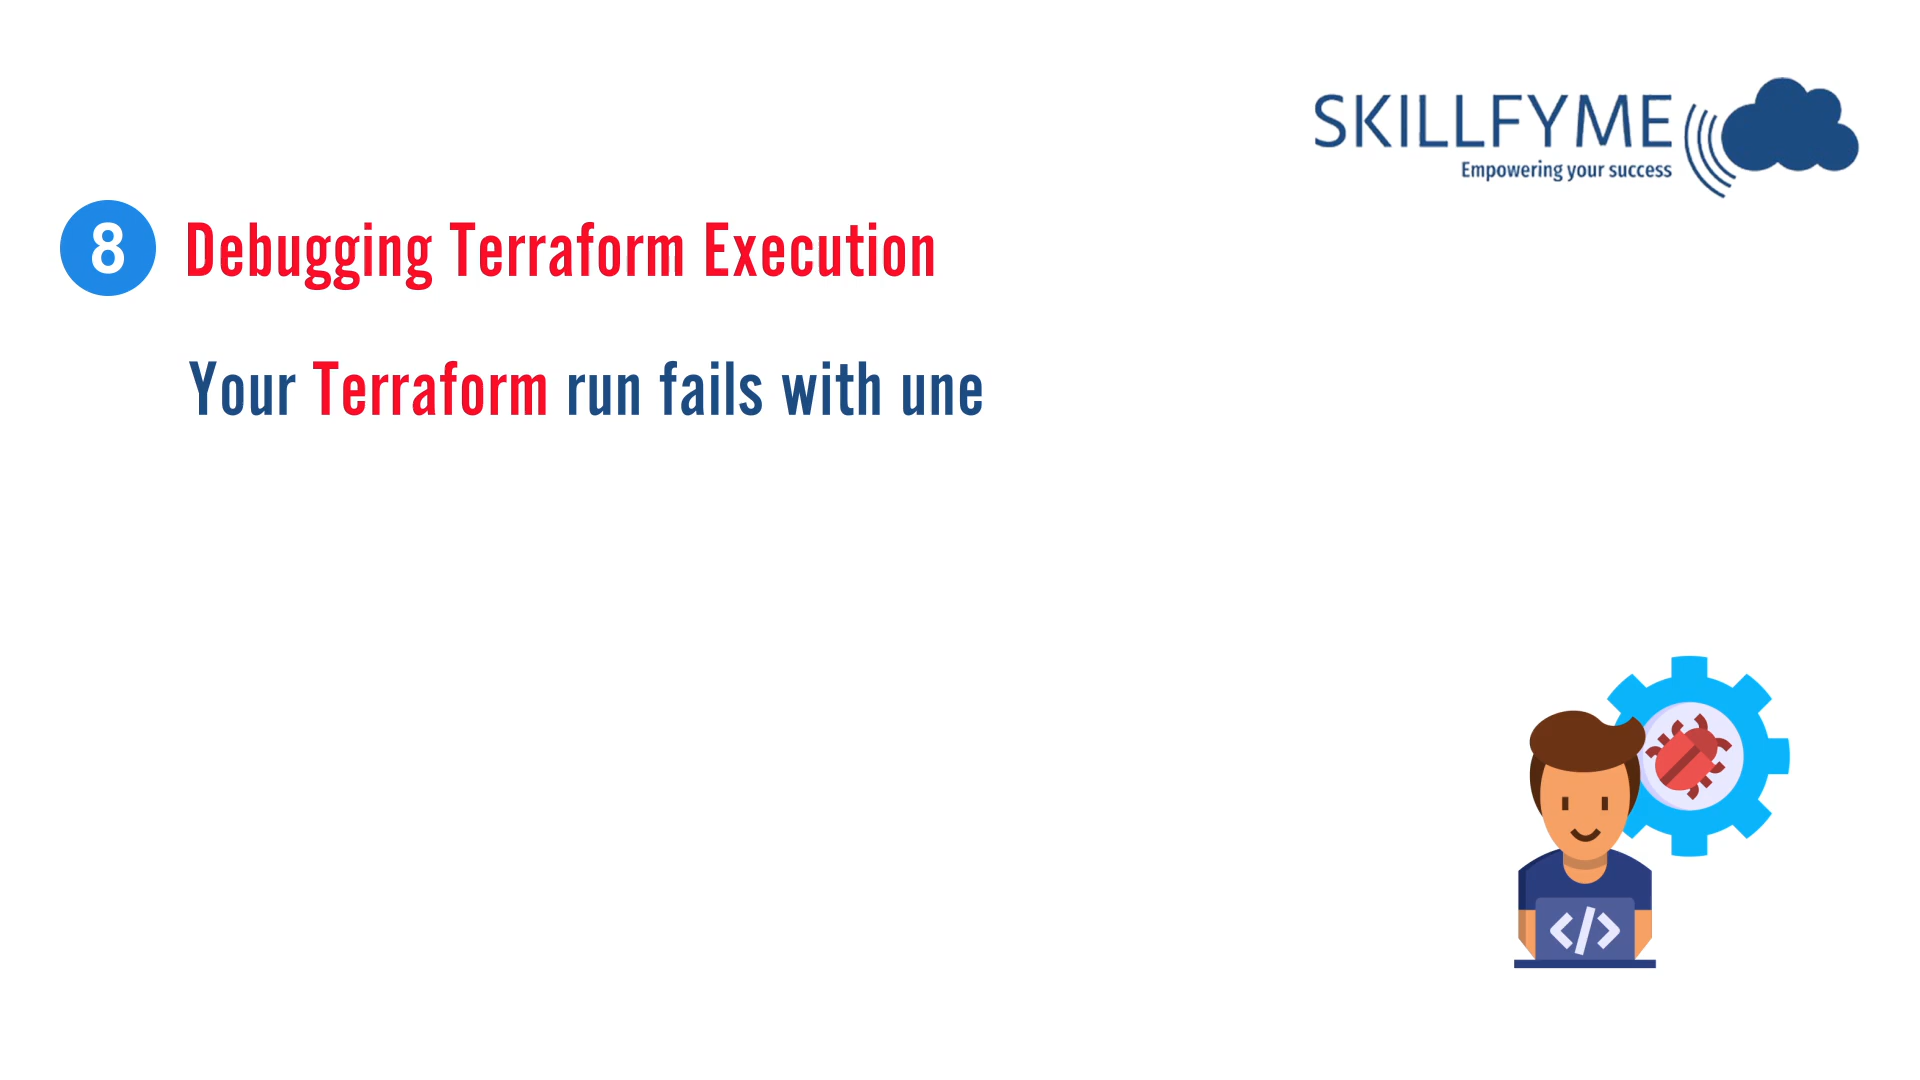 SKILLFYME
Empowering your success
8 Debugging Terraform Execution
Your Terraform run fails with une
</>